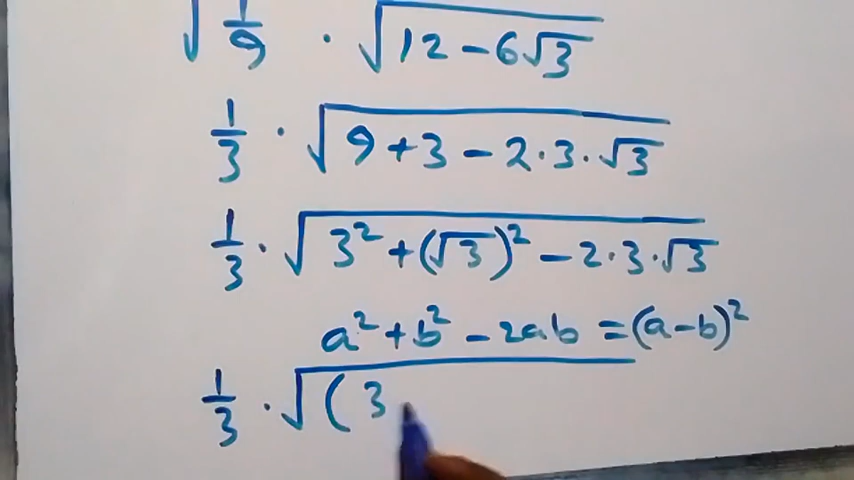 √(1/9) · √(12 − 6√3)
1/3 · √(9 + 3 − 2·3·√3)
1/3 · √(3² + (√3)² − 2·3·√3)
a² + b² − 2ab = (a−b)²
1/3 · √( (3